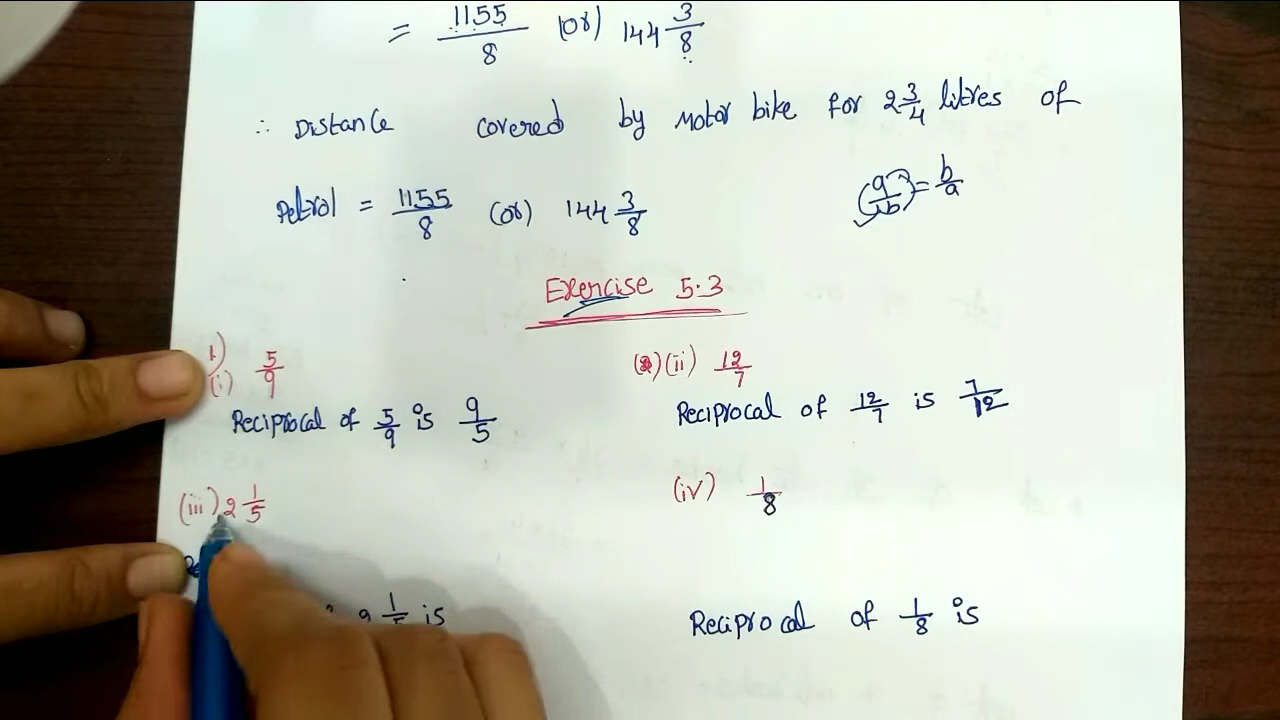 = 1155/8 (or) 144 3/8
∴ Distance covered by Motor bike for 2 3/4 litres of
Petrol = 1155/8 (or) 144 3/8
(a/b) = b/a
Exercise 5.3
1)
(i) 5/9
(ii) 12/7
Reciprocal of 5/9 is 9/5
Reciprocal of 12/7 is 7/12
(iii) 2 1/5
(iv) 1/8
is
Reciprocal of 1/8 is